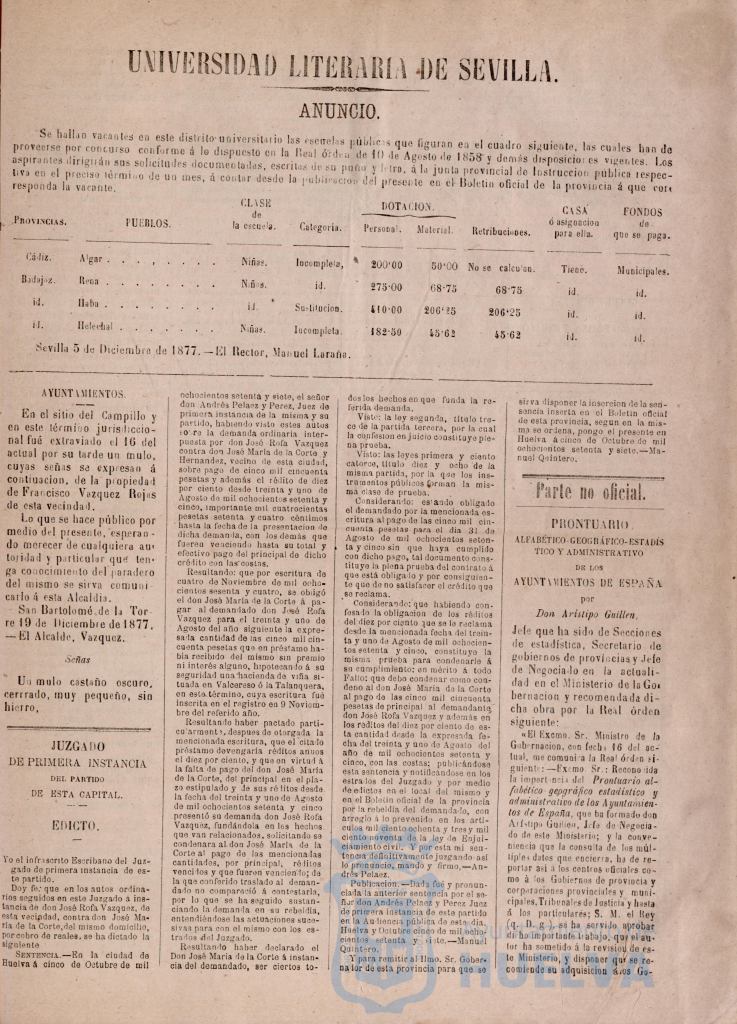 UNIVERSIDAD LITERARIA DE SEVILLA.
ANUNCIO.
Se hallan vacantes en este distrito universitario las escuelas públicas que figuran en el cuadro siguiente, las cuales han de
proveerse por concurso conforme á lo dispuesto en la Real órden de 10 de Agosto de 1858 y demás disposiciones vigentes. Los
aspirantes dirigirán sus solicitudes documentadas, escritas de su puño y letra, á la junta provincial de Instruccion pública respec-
tiva en el preciso término de un mes, á contar desde la publicacion del presente en el Boletin oficial de la provincia á que cor
responda la vacante.
PROVINCIAS. PUEBLOS. CLASE de la escuela. Categoria. DOTACION. Personal. Material. Retribuciones. CASA ó asignacion para ella. FONDOS de que se paga.
Cádiz. Algar . . . . . . . Niñas. Incompleta, 200·00 50·00 No se calculan. Tiene. Municipales.
Badajoz. Rena . . . . . . . Niños. id. 275·00 68·75 68·75 id. id.
id. Haba . . . . . . . id. Sustitucion. 410·00 206·25 206·25 id. id.
id. Helechal . . . . . . Niñas. Incompleta. 182·50 45·62 45·62 id. id.
Sevilla 5 de Diciembre de 1877.—El Rector, Manuel Laraña.
AYUNTAMIENTOS.
En el sitio del Campillo y
en este término jurisdiccio-
nal fué extraviado el 16 del
actual por su tarde un mulo,
cuyas señas se expresan á
continuacion, de la propiedad
de Francisco Vazquez Rojas
de esta vecindad.
Lo que se hace público por
medio del presente, esperan-
do merecer de cualquiera au-
toridad y particular que ten-
ga conocimiento del paradero
del mismo se sirva comuni-
carlo á esta Alcaldia.
San Bartolomé, de la Tor-
re 19 de Diciembre de 1877.
—El Alcalde, Vazquez.
Señas
Un mulo castaño oscuro,
cerrrado, muy pequeño, sin
hierro,
JUZGADO
DE PRIMERA INSTANCIA
DEL PARTIDO
DE ESTA CAPITAL.
EDICTO.
Yo el infrascrito Escribano del Juz-
gado de primera instancia de es-
te partido.
Doy fe: que en los autos ordina-
rios seguidos en este Juzgado á ins-
tancia de don José Rofa Vazquez, de
esta vecindad, contra don José Ma-
ría de la Corte, del mismo domicilio,
por cobro de reales, se ha dictado la
siguiente
SENTENCIA.—En la ciudad de
Huelva á cinco de Octubre de mil
ochocientos setenta y siete, el señor
don Andrés Pelaez y Perez, Juez de
primera instancia de la misma y su
partido, habiendo visto estos autos
sobre la demanda ordinaria inter-
puesta por don José Rofa Vazquez
contra don José María de la Corte y
Hernandez, vecino de esta ciudad,
sobre pago de cinco mil cincuenta
pesetas y además el rédito de diez
por ciento desde treinta y uno de
Agosto de mil ochocientos setenta y
cinco, importante mil cuatrocientas
pesetas setenta y cuatro céntimos
hasta la fecha de la presentacion de
dicha demanda, con los demás que
fueren venciendo hasta su total y
efectivo pago del principal de dicho
crédito con las costas.
Resultando: que por escritura de
cuatro de Noviembre de mil ocho-
cientos setenta y cuatro, se obligó
el don José María de la Corte á pa-
gar al demandado don José Rofa
Vazquez para el treinta y uno de
Agosto del año siguiente la expre-
sada cantidad de las cinco mil cin-
cuenta pesetas que en préstamo ha-
bia recibido del mismo sin premio
ni interés alguno, hipotecando á su
seguridad una hacienda de viña si-
tuada en Valcereso ó la Talanquera,
en este término, cuya escritura fué
inscrita en el registro en 9 Noviem-
bre del referido año.
Resultando haber pactado partic-
ularmente, despues de otorgada la
mencionada escritura, que el citado
préstamo devengaría réditos anuos
el diez por ciento, y que en virtud á
la falta de pago del don José María
de la Corte, del principal en el pla-
zo estipulado y de sus réditos desde
la fecha del treinta y uno de Agos-
to de mil ochocientos setenta y cinco
presentó su demanda don José Rofa
Vazquez, fundándola en los hechos
que van relacionados, solicitando se
condenara al don José María de la
Corte al pago de las mencionadas
cantidades, por principal, réditos
vencidos y que fueren venciendo; de
la que conferido traslado al deman-
dado no compareció á contestarla,
por lo que se ha seguido sustan-
ciando la demanda en su rebeldía,
entendiéndose las actuaciones suce-
sivas para con el mismo con los es-
trados del Juzgado.
Resultando haber declarado el
Don José María de la Corte á instan-
cia del demandado, ser ciertos to-
dos los hechos en que funda la re-
ferida demanda.
Visto: la ley segunda, título tre-
ce de la partida tercera, por la cual
la confesion en juicio constituye ple-
na prueba.
Visto: las leyes primera y ciento
catorce, título diez y ocho de la
misma partida, por la que los ins-
trumentos públicos forman la mis-
ma clase de prueba.
Considerando: estando obligado
el demandado por la mencionada es-
critura al pago de las cinco mil cin-
cuenta pesetas para el dia 31 de
Agosto de mil ochocientos seten-
ta y cinco sin que haya cumplido
con dicho pago, tal documento cons-
tituye la plena prueba del contrato á
que está obligado y por consiguien-
te que de no satisfacer el crédito que
se reclama.
Considerando: que habiendo con-
fesado la obligacion de los réditos
del diez por ciento que se le reclama
desde la mencionada fecha del trein-
ta y uno de Agosto de mil ochocien-
tos setenta y cinco, constituye la
misma prueba para condenarle á
su cumplimiento: en mérito á todo
Fallo: que debo condenar como con-
deno al don José María de la Corte
al pago de las cinco mil cincuenta
pesetas de principal al demandante,
don José Rofa Vazquez y además en
los réditos del diez por ciento de es-
ta cantidad desde la expresada fe-
cha del treinta y uno de Agosto del
año de mil ochocientos setenta y
cinco, con las costas; publicándose
esta sentencia y notificándose en los
estrados del Juzgado y por medio
de edictos en el local del mismo y en
en el Boletin oficial de la provincia
por la rebeldía del demandado, con
arreglo á lo prevenido en los artí-
culos mil ciento ochenta y tres y mil
ciento noventa de la ley de Enjui-
ciamiento civil. Y por esta mi sen-
tencia definitivamente juzgando así
lo pronuncio, mando y firmo,—An-
drés Pelaez.
Publicacion.—Dada fué y pronun-
ciada la anterior sentencia por el se-
ñor don Andrés Pelaez y Perez Juez
de primera instancia de este partido
en la Audiencia pública de este dia,
Huelva y Octubre cinco de mil ocho-
cientos setenta y siete.—Manuel
Quintero.
Y para remitir al Ilmo. Sr. Gober-
nador de esta provincia para que se
sirva disponer la insercion de la sen-
sencia inserta en el Boletin oficial
de esta provincia, segun en la mis-
ma se ordena, pongo el presente en
Huelva á cinco de Octubre de mil
ochocientos setenta y siete.—Ma-
nuel Quintero.
Parte no oficial.
PRONTUARIO
ALFABÉTICO-GEOGRÁFICO-ESTADÍS
TICO Y ADMINISTRATIVO
DE LOS
AYUNTAMIENTOS DE ESPAÑA
por
Don Aristipo Guillen,
Jefe que ha sido de Secciones
de estadística, Secretario de
gobiernos de provincias y Jefe
de Negociado en la actuali-
dad en el Ministerio de la Go-
bernacion y recomendada di-
cha obra por la Real órden
siguiente:
«El Excmo. Sr. Ministro de la
Gobernacion, con fecha 16 del ac-
tual, me comunica la Real órden si-
guiente:—Excmo. Sr.: Reconocida
la importancia del Prontuario al-
fabético geográfico estadístico y
administrativo de los Ayuntamien-
tos de España, que ha formado don
Aristipo Guillen, Jefe de Negocia-
do de este Ministerio; y la conve-
niencia que la consulta de los múl-
tiples datos que encierra, ha de re-
portar asi á los centros oficiales co-
mo á los Gobiernos de provincia y
corporaciones provinciales y muni-
cipales, Tribunales de Justicia y hasta
á los particulares; S. M. el Rey
(q. D. g.) se ha servido aprobar
dicho importante trabajo, que el au-
tor ha sometido á la revision de es-
te Ministerio, y disponer que se re-
comiende su adquisicion á los Go-
HUELVA